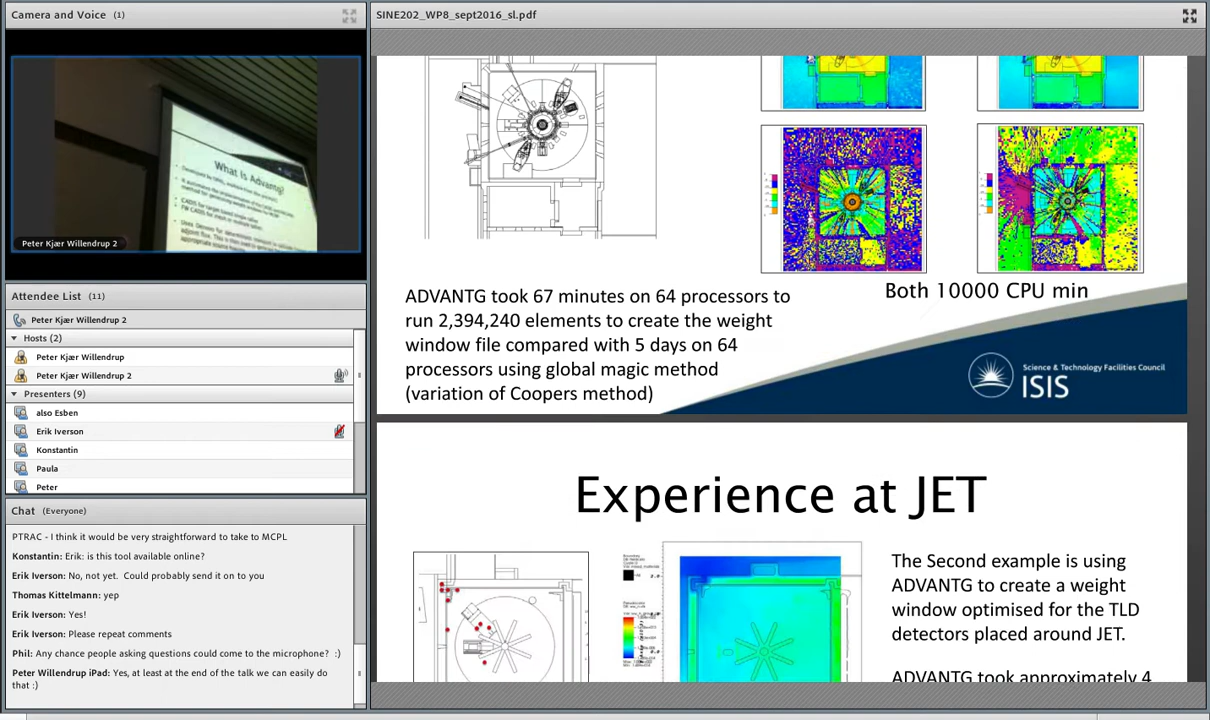 Camera and Voice (1)
What Is Advantg?
Peter Kjær Willendrup 2
Attendee List (11)
Peter Kjær Willendrup 2
Hosts (2)
Peter Kjær Willendrup
Peter Kjær Willendrup 2
Presenters (9)
also Esben
Erik Iverson
Konstantin
Paula
Peter
Chat (Everyone)
PTRAC - I think it would be very straightforward to take to MCPL
Konstantin: Erik: is this tool available online?
Erik Iverson: No, not yet.  Could probably send it on to you
Thomas Kittelmann: yep
Erik Iverson: Yes!
Erik Iverson: Please repeat comments
Phil: Any chance people asking questions could come to the microphone?  :)
Peter Willendrup iPad: Yes, at least at the end of the talk we can easily do
that :)
SINE202_WP8_sept2016_sl.pdf
ADVANTG took 67 minutes on 64 processors to
run 2,394,240 elements to create the weight
window file compared with 5 days on 64
processors using global magic method
(variation of Coopers method)
Both 10000 CPU min
Science & Technology Facilities Council
ISIS
Experience at JET
The Second example is using
ADVANTG to create a weight
window optimised for the TLD
detectors placed around JET.
ADVANTG took approximately 4